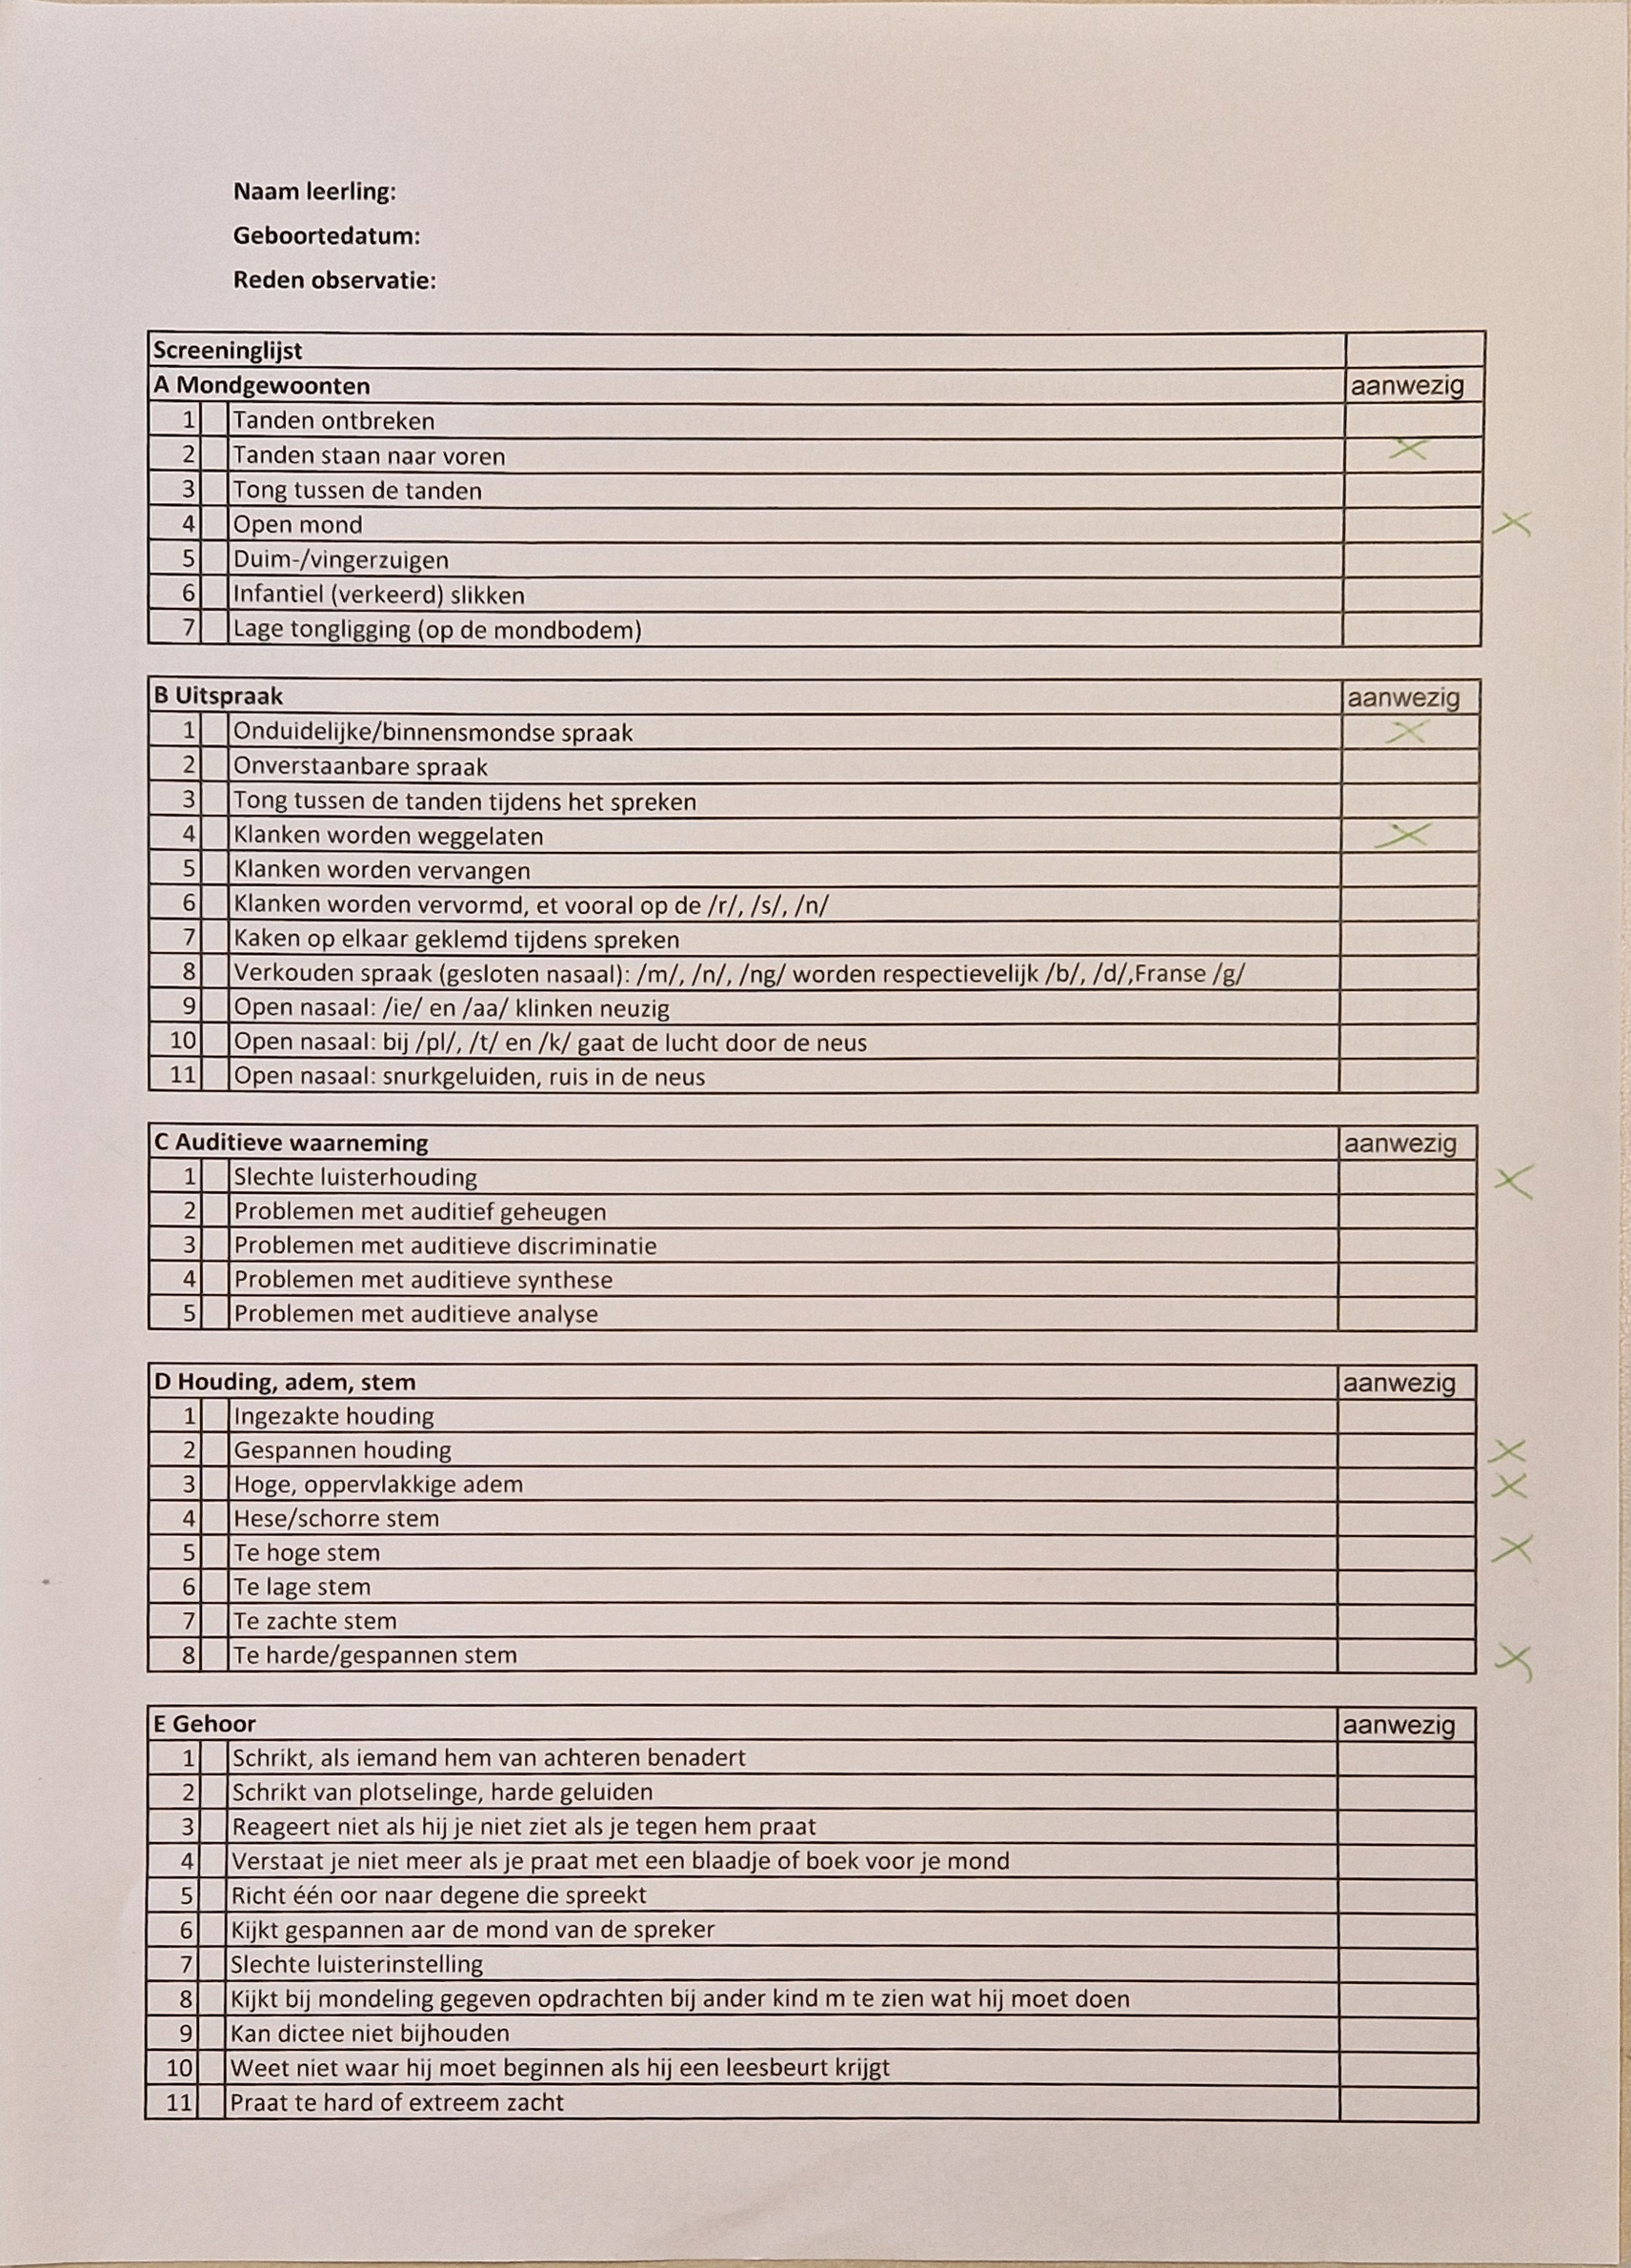 Naam leerling:
Geboortedatum:
Reden observatie:
Screeninglijst
A Mondgewoonten aanwezig
1 Tanden ontbreken
2 Tanden staan naar voren X
3 Tong tussen de tanden
4 Open mond X
5 Duim-/vingerzuigen
6 Infantiel (verkeerd) slikken
7 Lage tongligging (op de mondbodem)
B Uitspraak aanwezig
1 Onduidelijke/binnensmondse spraak X
2 Onverstaanbare spraak
3 Tong tussen de tanden tijdens het spreken
4 Klanken worden weggelaten X
5 Klanken worden vervangen
6 Klanken worden vervormd, et vooral op de /r/, /s/, /n/
7 Kaken op elkaar geklemd tijdens spreken
8 Verkouden spraak (gesloten nasaal): /m/, /n/, /ng/ worden respectievelijk /b/, /d/,Franse /g/
9 Open nasaal: /ie/ en /aa/ klinken neuzig
10 Open nasaal: bij /pl/, /t/ en /k/ gaat de lucht door de neus
11 Open nasaal: snurkgeluiden, ruis in de neus
C Auditieve waarneming aanwezig
1 Slechte luisterhouding X
2 Problemen met auditief geheugen
3 Problemen met auditieve discriminatie
4 Problemen met auditieve synthese
5 Problemen met auditieve analyse
D Houding, adem, stem aanwezig
1 Ingezakte houding
2 Gespannen houding X
3 Hoge, oppervlakkige adem X
4 Hese/schorre stem
5 Te hoge stem X
6 Te lage stem
7 Te zachte stem
8 Te harde/gespannen stem X
E Gehoor aanwezig
1 Schrikt, als iemand hem van achteren benadert
2 Schrikt van plotselinge, harde geluiden
3 Reageert niet als hij je niet ziet als je tegen hem praat
4 Verstaat je niet meer als je praat met een blaadje of boek voor je mond
5 Richt één oor naar degene die spreekt
6 Kijkt gespannen aar de mond van de spreker
7 Slechte luisterinstelling
8 Kijkt bij mondeling gegeven opdrachten bij ander kind m te zien wat hij moet doen
9 Kan dictee niet bijhouden
10 Weet niet waar hij moet beginnen als hij een leesbeurt krijgt
11 Praat te hard of extreem zacht